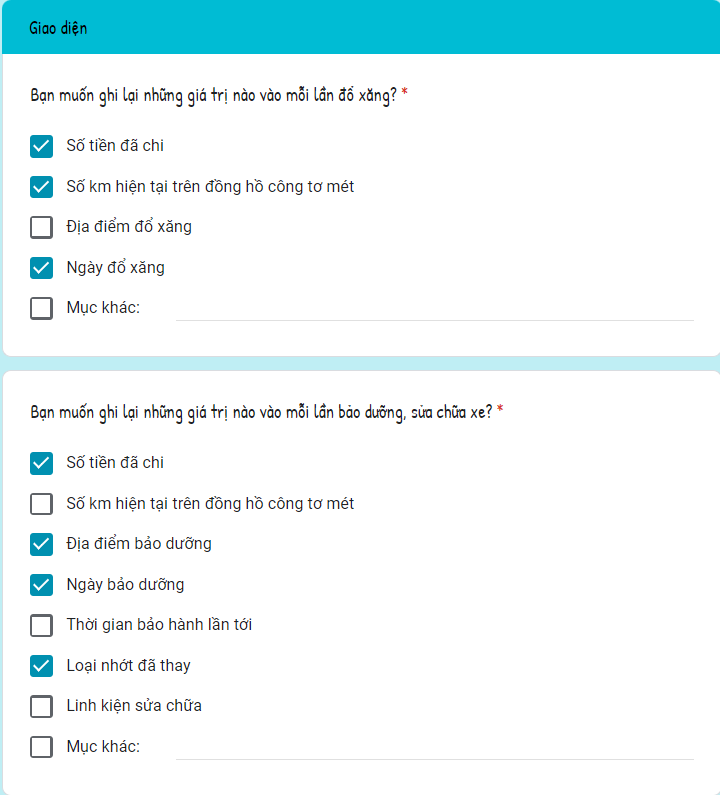 Giao diện
Bạn muốn ghi lại những giá trị nào vào mỗi lần đổ xăng? *
Số tiền đã chi
Số km hiện tại trên đồng hồ công tơ mét
Địa điểm đổ xăng
Ngày đổ xăng
Mục khác:
Bạn muốn ghi lại những giá trị nào vào mỗi lần bảo dưỡng, sửa chữa xe? *
Số tiền đã chi
Số km hiện tại trên đồng hồ công tơ mét
Địa điểm bảo dưỡng
Ngày bảo dưỡng
Thời gian bảo hành lần tới
Loại nhớt đã thay
Linh kiện sửa chữa
Mục khác: